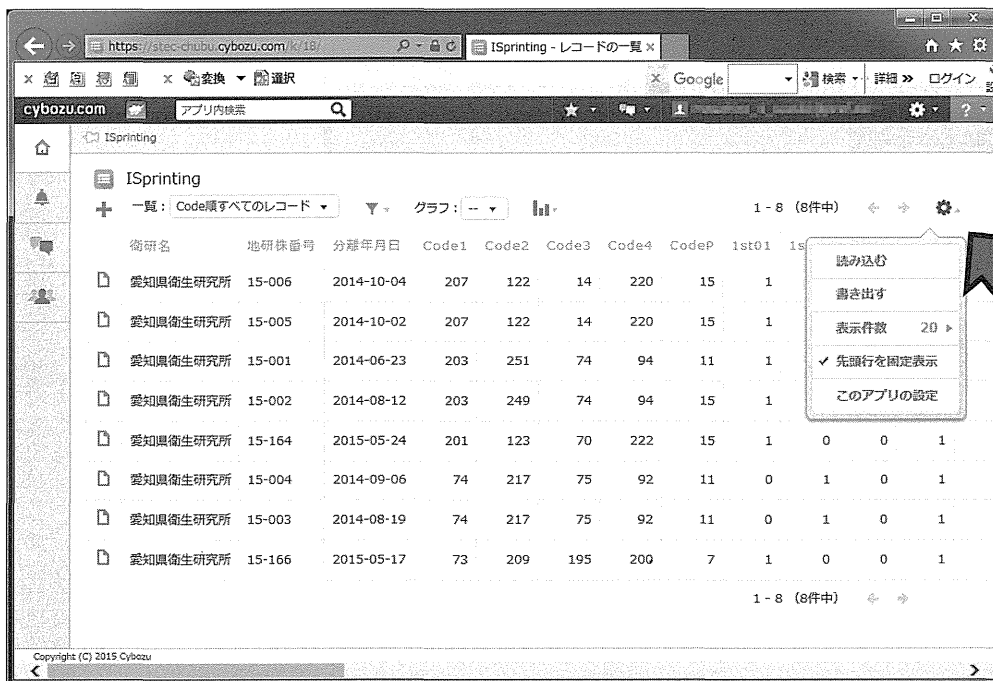 https://stec-chubu.cybozu.com/k/18/
ISprinting - レコードの一覧 ×
× 変換 ▼ 選択
× Google 検索 詳細 » ログイン
cybozu.com アプリ内検索
ISprinting
ISprinting
一覧： Code順すべてのレコード ▼ グラフ： -- ▼ 1 - 8 (8件中)
衛研名 地研株番号 分離年月日 Code1 Code2 Code3 Code4 CodeP 1st01 1s
愛知県衛生研究所 15-006 2014-10-04 207 122 14 220 15 1
愛知県衛生研究所 15-005 2014-10-02 207 122 14 220 15 1
愛知県衛生研究所 15-001 2014-06-23 203 251 74 94 11 1
愛知県衛生研究所 15-002 2014-08-12 203 249 74 94 15 1
愛知県衛生研究所 15-164 2015-05-24 201 123 70 222 15 1 0 0 1
愛知県衛生研究所 15-004 2014-09-06 74 217 75 92 11 0 1 0 1
愛知県衛生研究所 15-003 2014-08-19 74 217 75 92 11 0 1 0 1
愛知県衛生研究所 15-166 2015-05-17 73 209 195 200 7 1 0 0 1
読み込む
書き出す
表示件数 20 ▶
✓ 先頭行を固定表示
このアプリの設定
1 - 8 (8件中)
Copyright (C) 2015 Cybozu